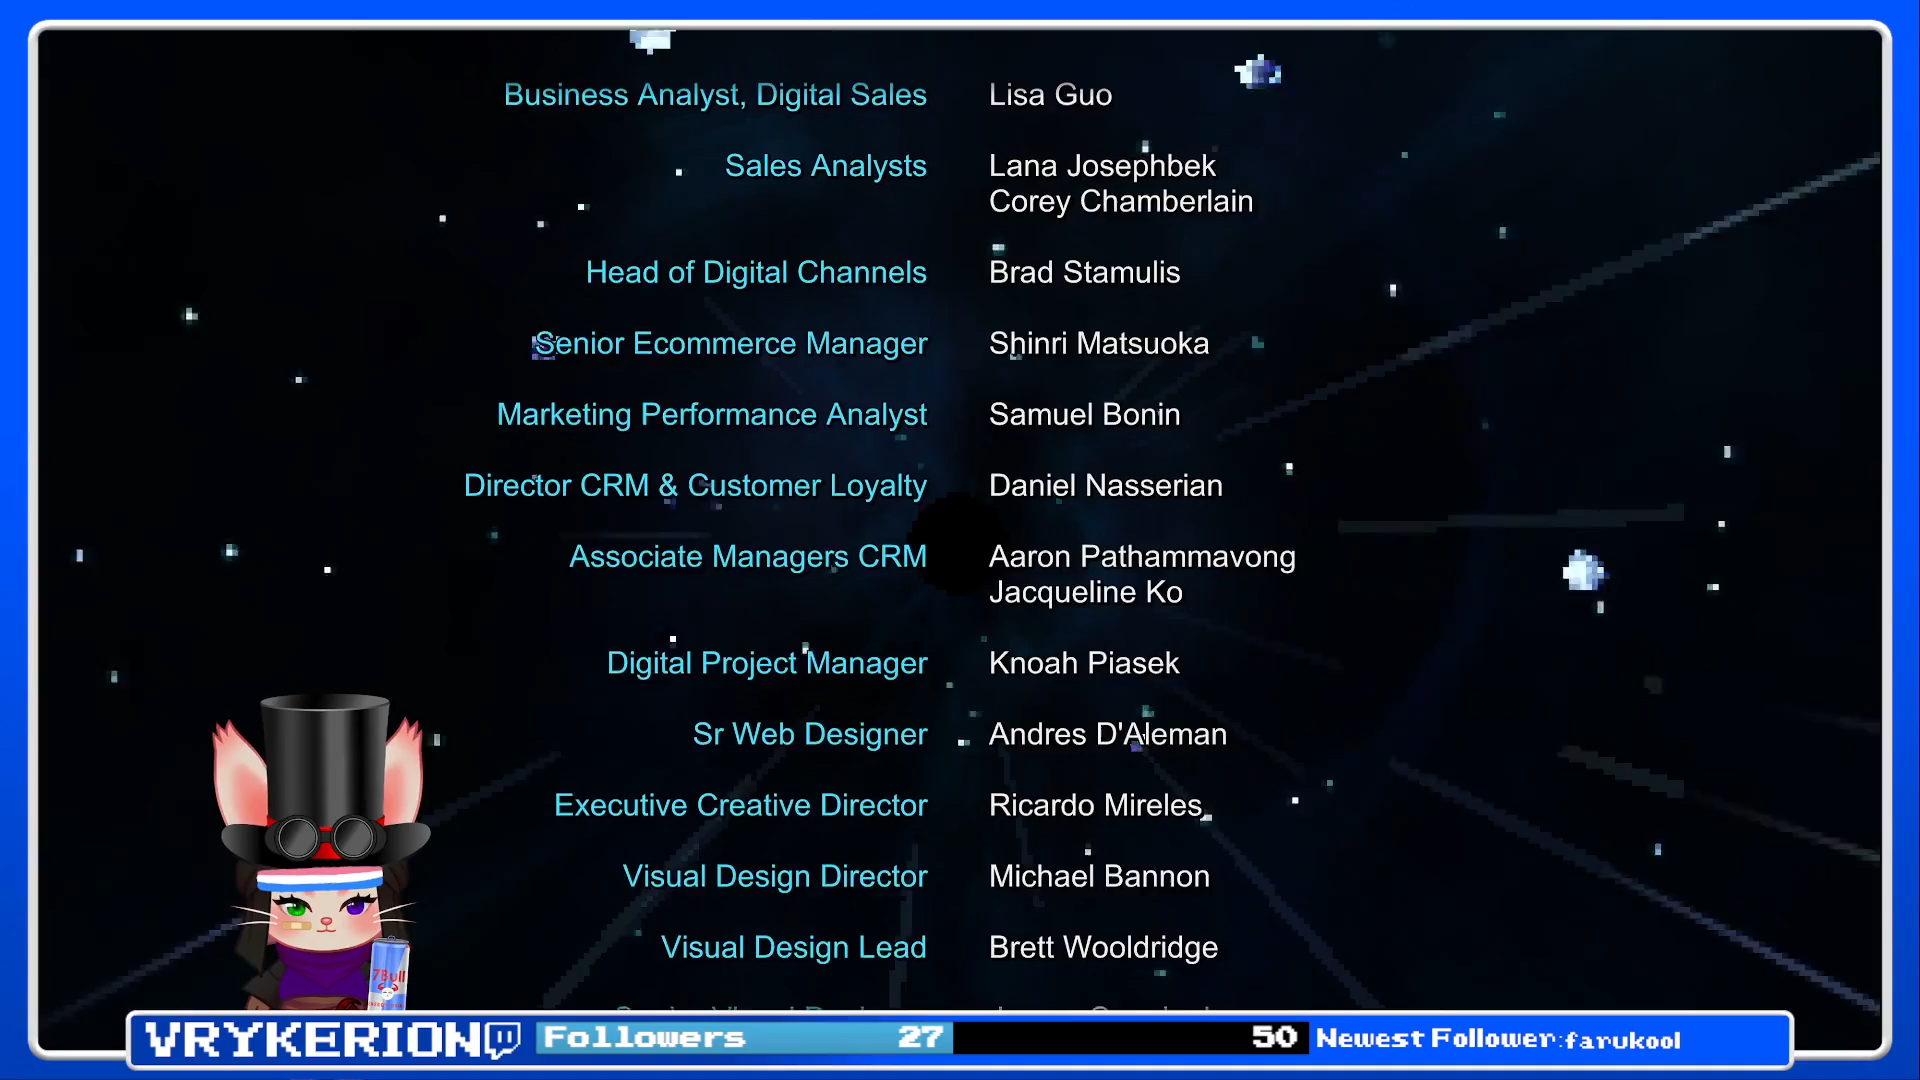 Business Analyst, Digital Sales Lisa Guo
Sales Analysts Lana Josephbek
Corey Chamberlain
Head of Digital Channels Brad Stamulis
Senior Ecommerce Manager Shinri Matsuoka
Marketing Performance Analyst Samuel Bonin
Director CRM & Customer Loyalty Daniel Nasserian
Associate Managers CRM Aaron Pathammavong
Jacqueline Ko
Digital Project Manager Knoah Piasek
Sr Web Designer Andres D'Aleman
Executive Creative Director Ricardo Mireles
Visual Design Director Michael Bannon
Visual Design Lead Brett Wooldridge
7Bull
VRYKERION Followers 27 50 Newest Follower:farukool